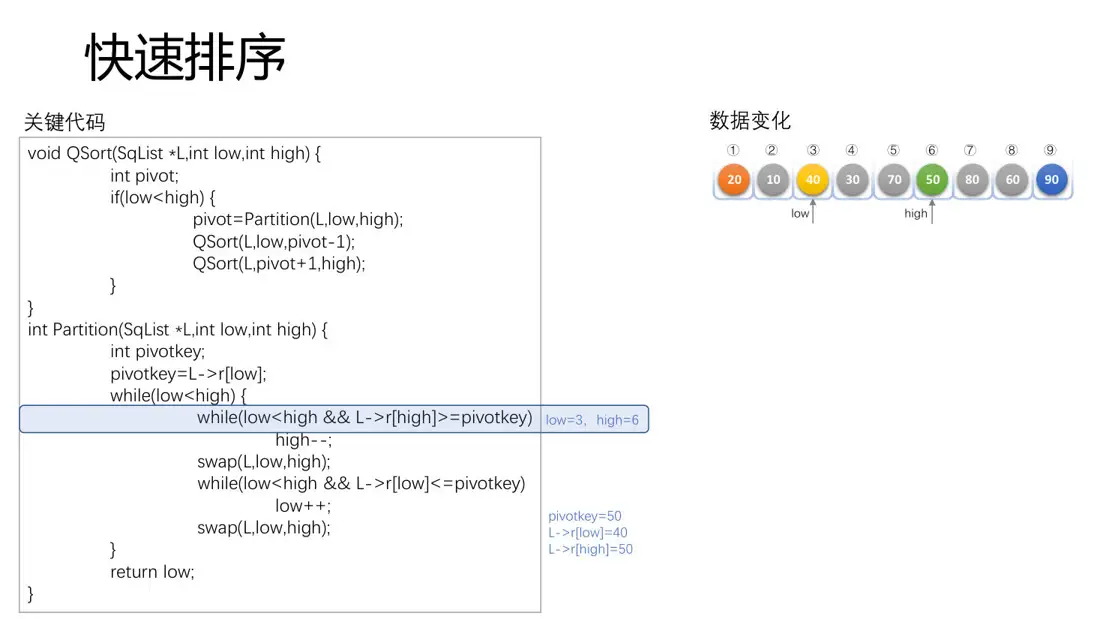 快速排序
关键代码
void QSort(SqList *L,int low,int high) {
int pivot;
if(low<high) {
pivot=Partition(L,low,high);
QSort(L,low,pivot-1);
QSort(L,pivot+1,high);
}
}
int Partition(SqList *L,int low,int high) {
int pivotkey;
pivotkey=L->r[low];
while(low<high) {
while(low<high && L->r[high]>=pivotkey) low=3, high=6
high--;
swap(L,low,high);
while(low<high && L->r[low]<=pivotkey)
low++;
swap(L,low,high);
}
return low;
}
pivotkey=50
L->r[low]=40
L->r[high]=50
数据变化
① ② ③ ④ ⑤ ⑥ ⑦ ⑧ ⑨
20 10 40 30 70 50 80 60 90
low high